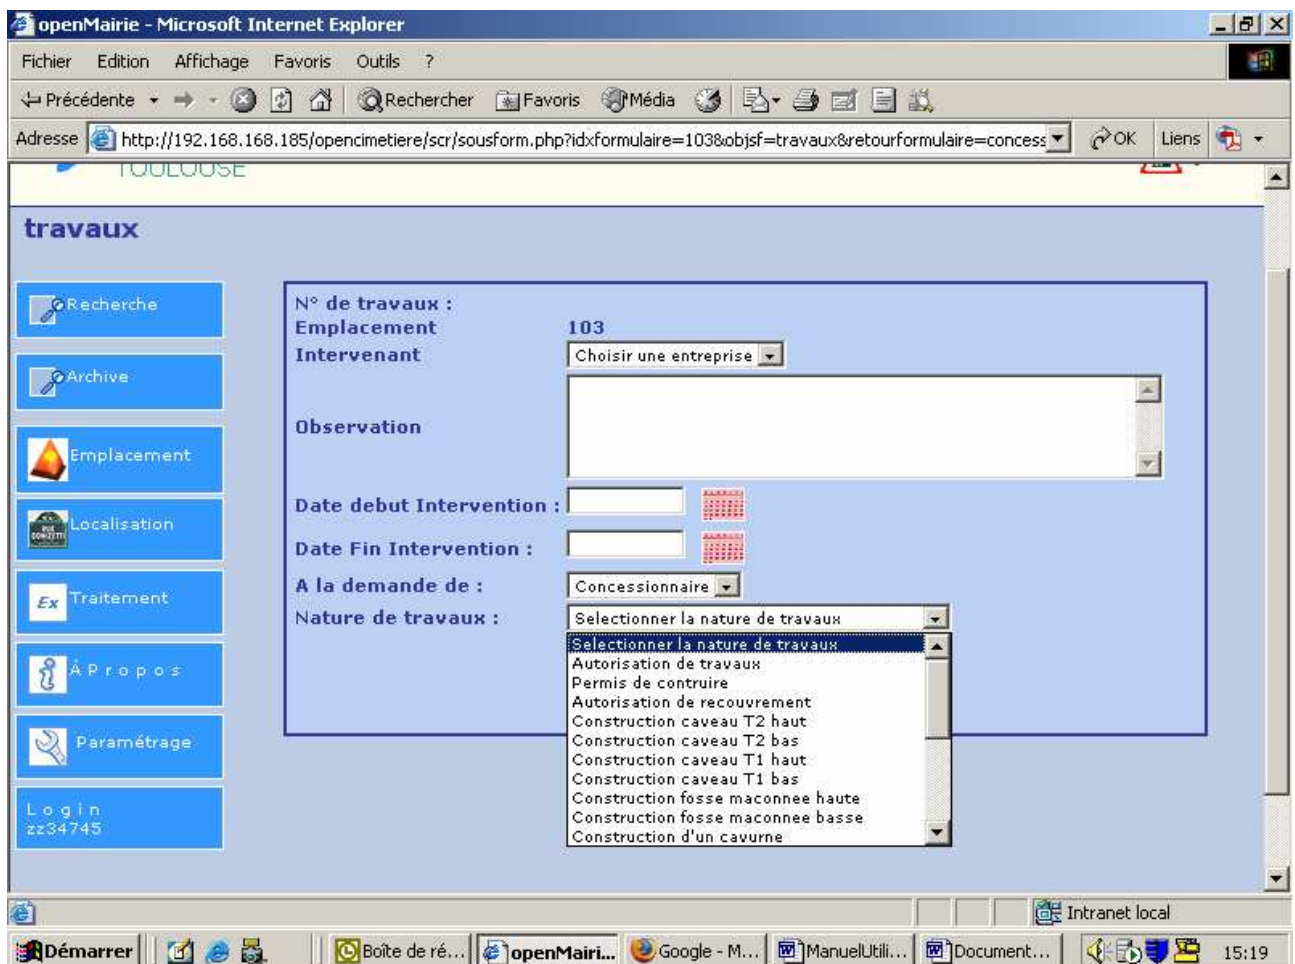 openMairie - Microsoft Internet Explorer
Fichier Edition Affichage Favoris Outils ?
Précédente Rechercher Favoris Média
Adresse http://192.168.168.185/opencimetiere/scr/sousform.php?idxformulaire=103&objsf=travaux&retourformulaire=concess OK Liens
TOULOUSE
travaux
Recherche
Archive
Emplacement
RUE DONIZETTI
Localisation
Ex Traitement
À Propos
Paramétrage
Login
zz34745
N° de travaux :
Emplacement 103
Intervenant Choisir une entreprise
Observation
Date debut Intervention :
Date Fin Intervention :
A la demande de : Concessionnaire
Nature de travaux : Selectionner la nature de travaux
Selectionner la nature de travaux
Autorisation de travaux
Permis de contruire
Autorisation de recouvrement
Construction caveau T2 haut
Construction caveau T2 bas
Construction caveau T1 haut
Construction caveau T1 bas
Construction fosse maconnee haute
Construction fosse maconnee basse
Construction d'un cavurne
Intranet local
Démarrer Boîte de ré... openMairi... Google - M... ManuelUtili... Document... 15:19